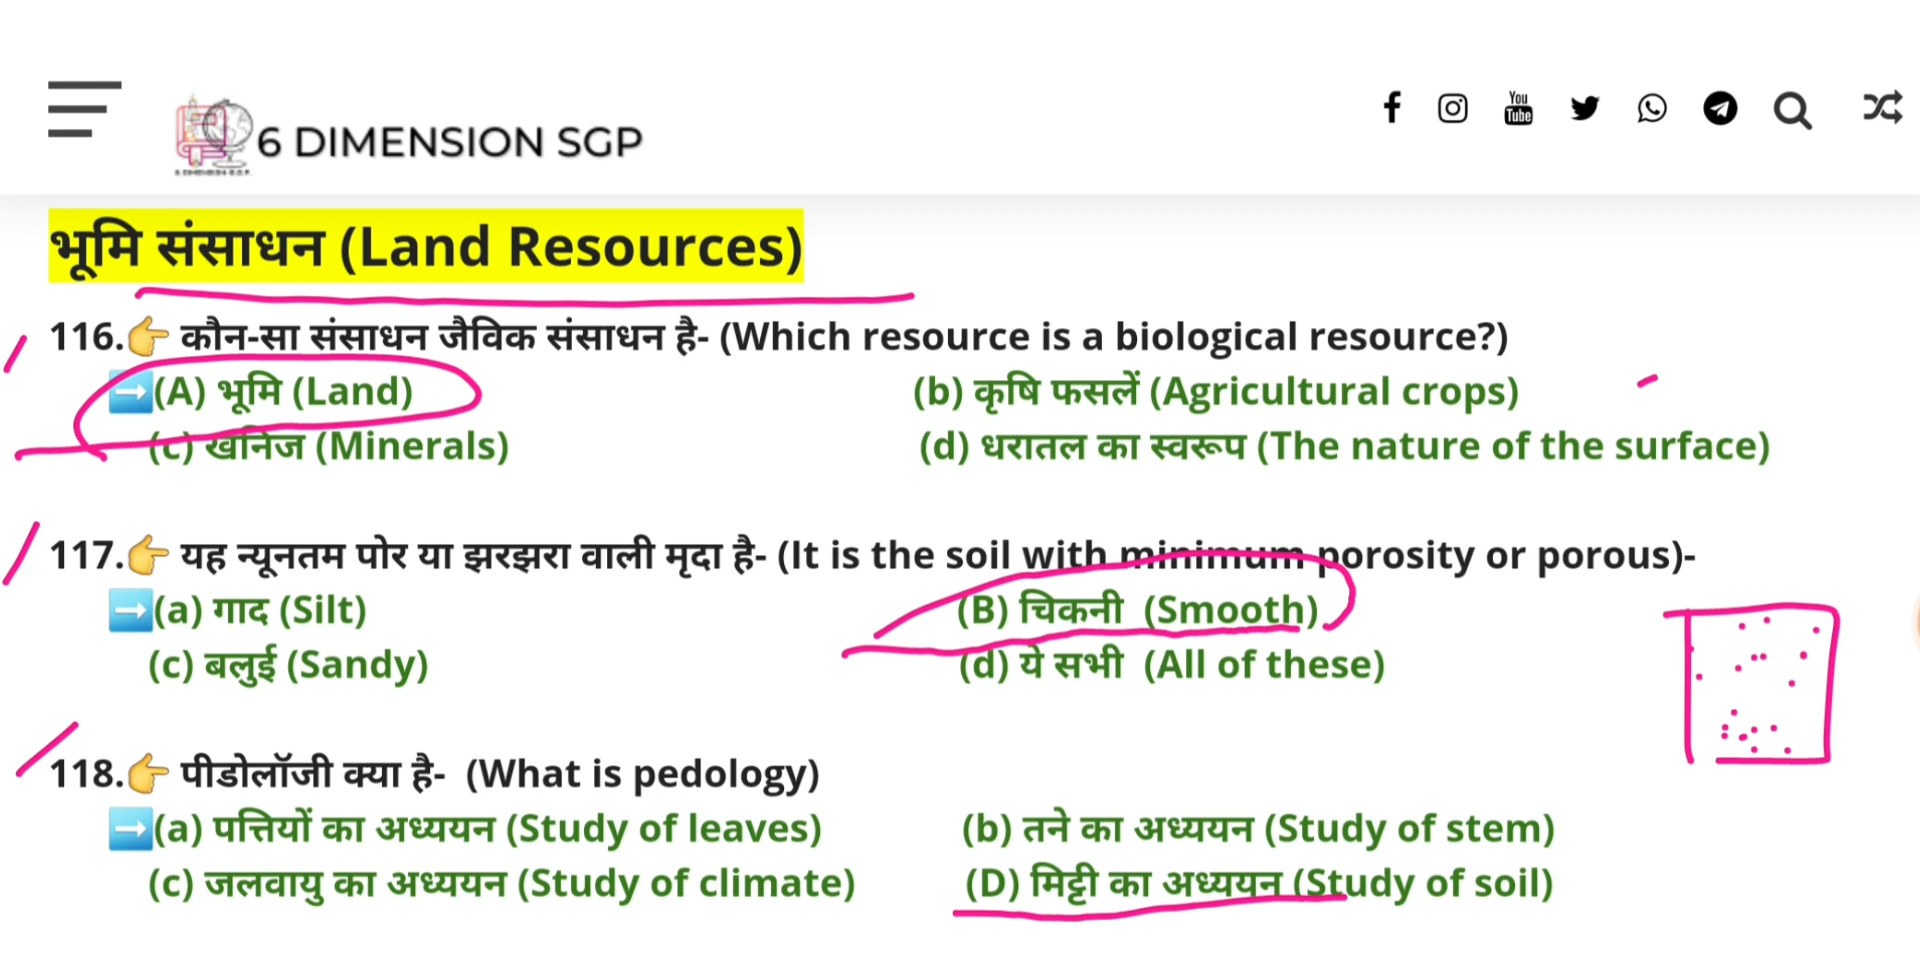 You
Tube
6 DIMENSION SGP
भूमि संसाधन (Land Resources)
116.👉 कौन-सा संसाधन जैविक संसाधन है- (Which resource is a biological resource?)
➡(A) भूमि (Land) (b) कृषि फसलें (Agricultural crops)
(c) खनिज (Minerals) (d) धरातल का स्वरूप (The nature of the surface)
117.👉 यह न्यूनतम पोर या झरझरा वाली मृदा है- (It is the soil with minimum porosity or porous)-
➡(a) गाद (Silt) (B) चिकनी (Smooth)
(c) बलुई (Sandy) (d) ये सभी (All of these)
118.👉 पीडोलॉजी क्या है- (What is pedology)
➡(a) पत्तियों का अध्ययन (Study of leaves) (b) तने का अध्ययन (Study of stem)
(c) जलवायु का अध्ययन (Study of climate) (D) मिट्टी का अध्ययन (Study of soil)